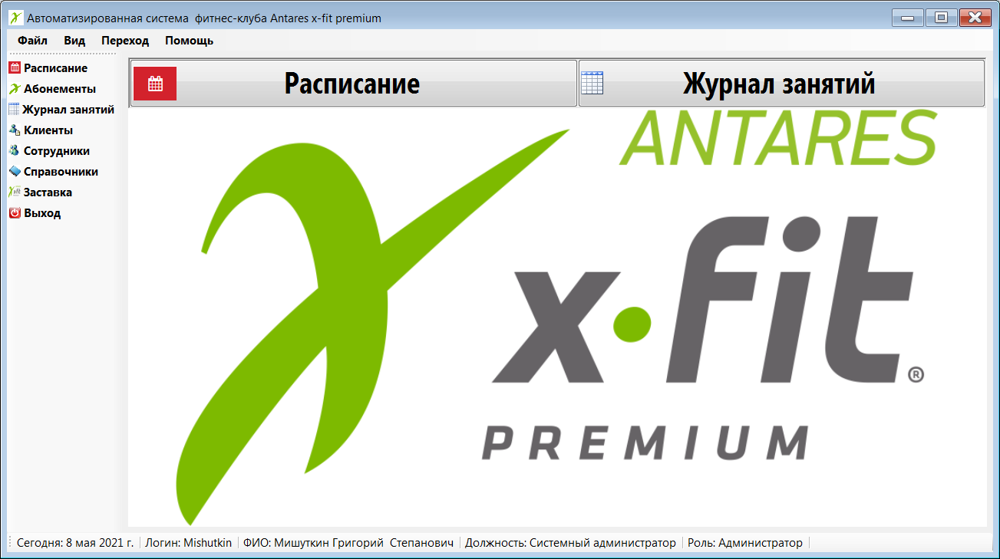 Автоматизированная система  фитнес-клуба Antares x-fit premium
Файл Вид Переход Помощь
Расписание
Абонементы
Журнал занятий
Клиенты
Сотрудники
Справочники
Заставка
Выход
Расписание Журнал занятий
ANTARES
x·fit®
PREMIUM
Сегодня: 8 мая 2021 г. Логин: Mishutkin ФИО: Мишуткин Григорий  Степанович Должность: Системный администратор Роль: Администратор